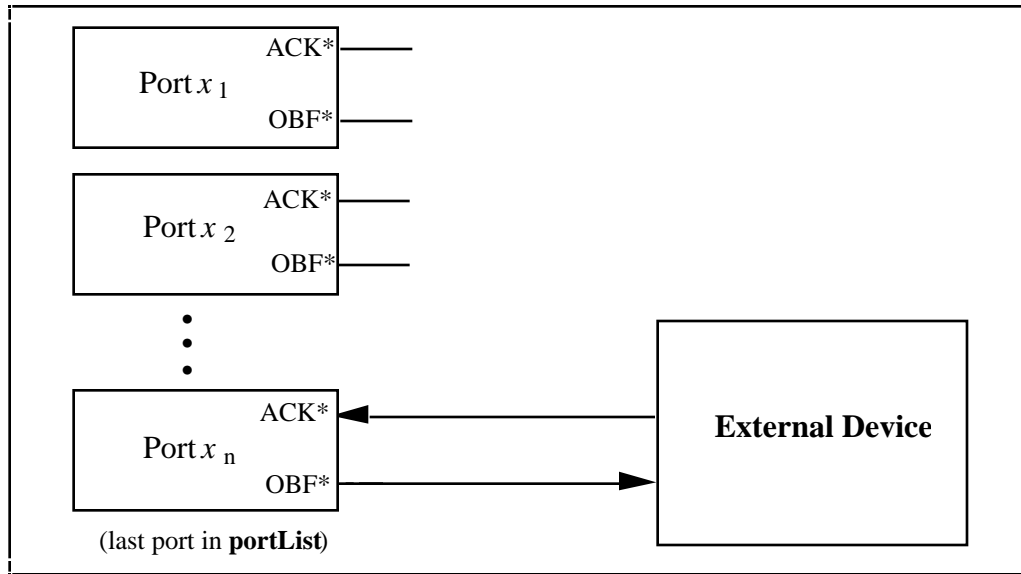 ACK*
Port x 1
OBF*
ACK*
Port x 2
OBF*
ACK*
Port x n
OBF*
External Device
(last port in portList)